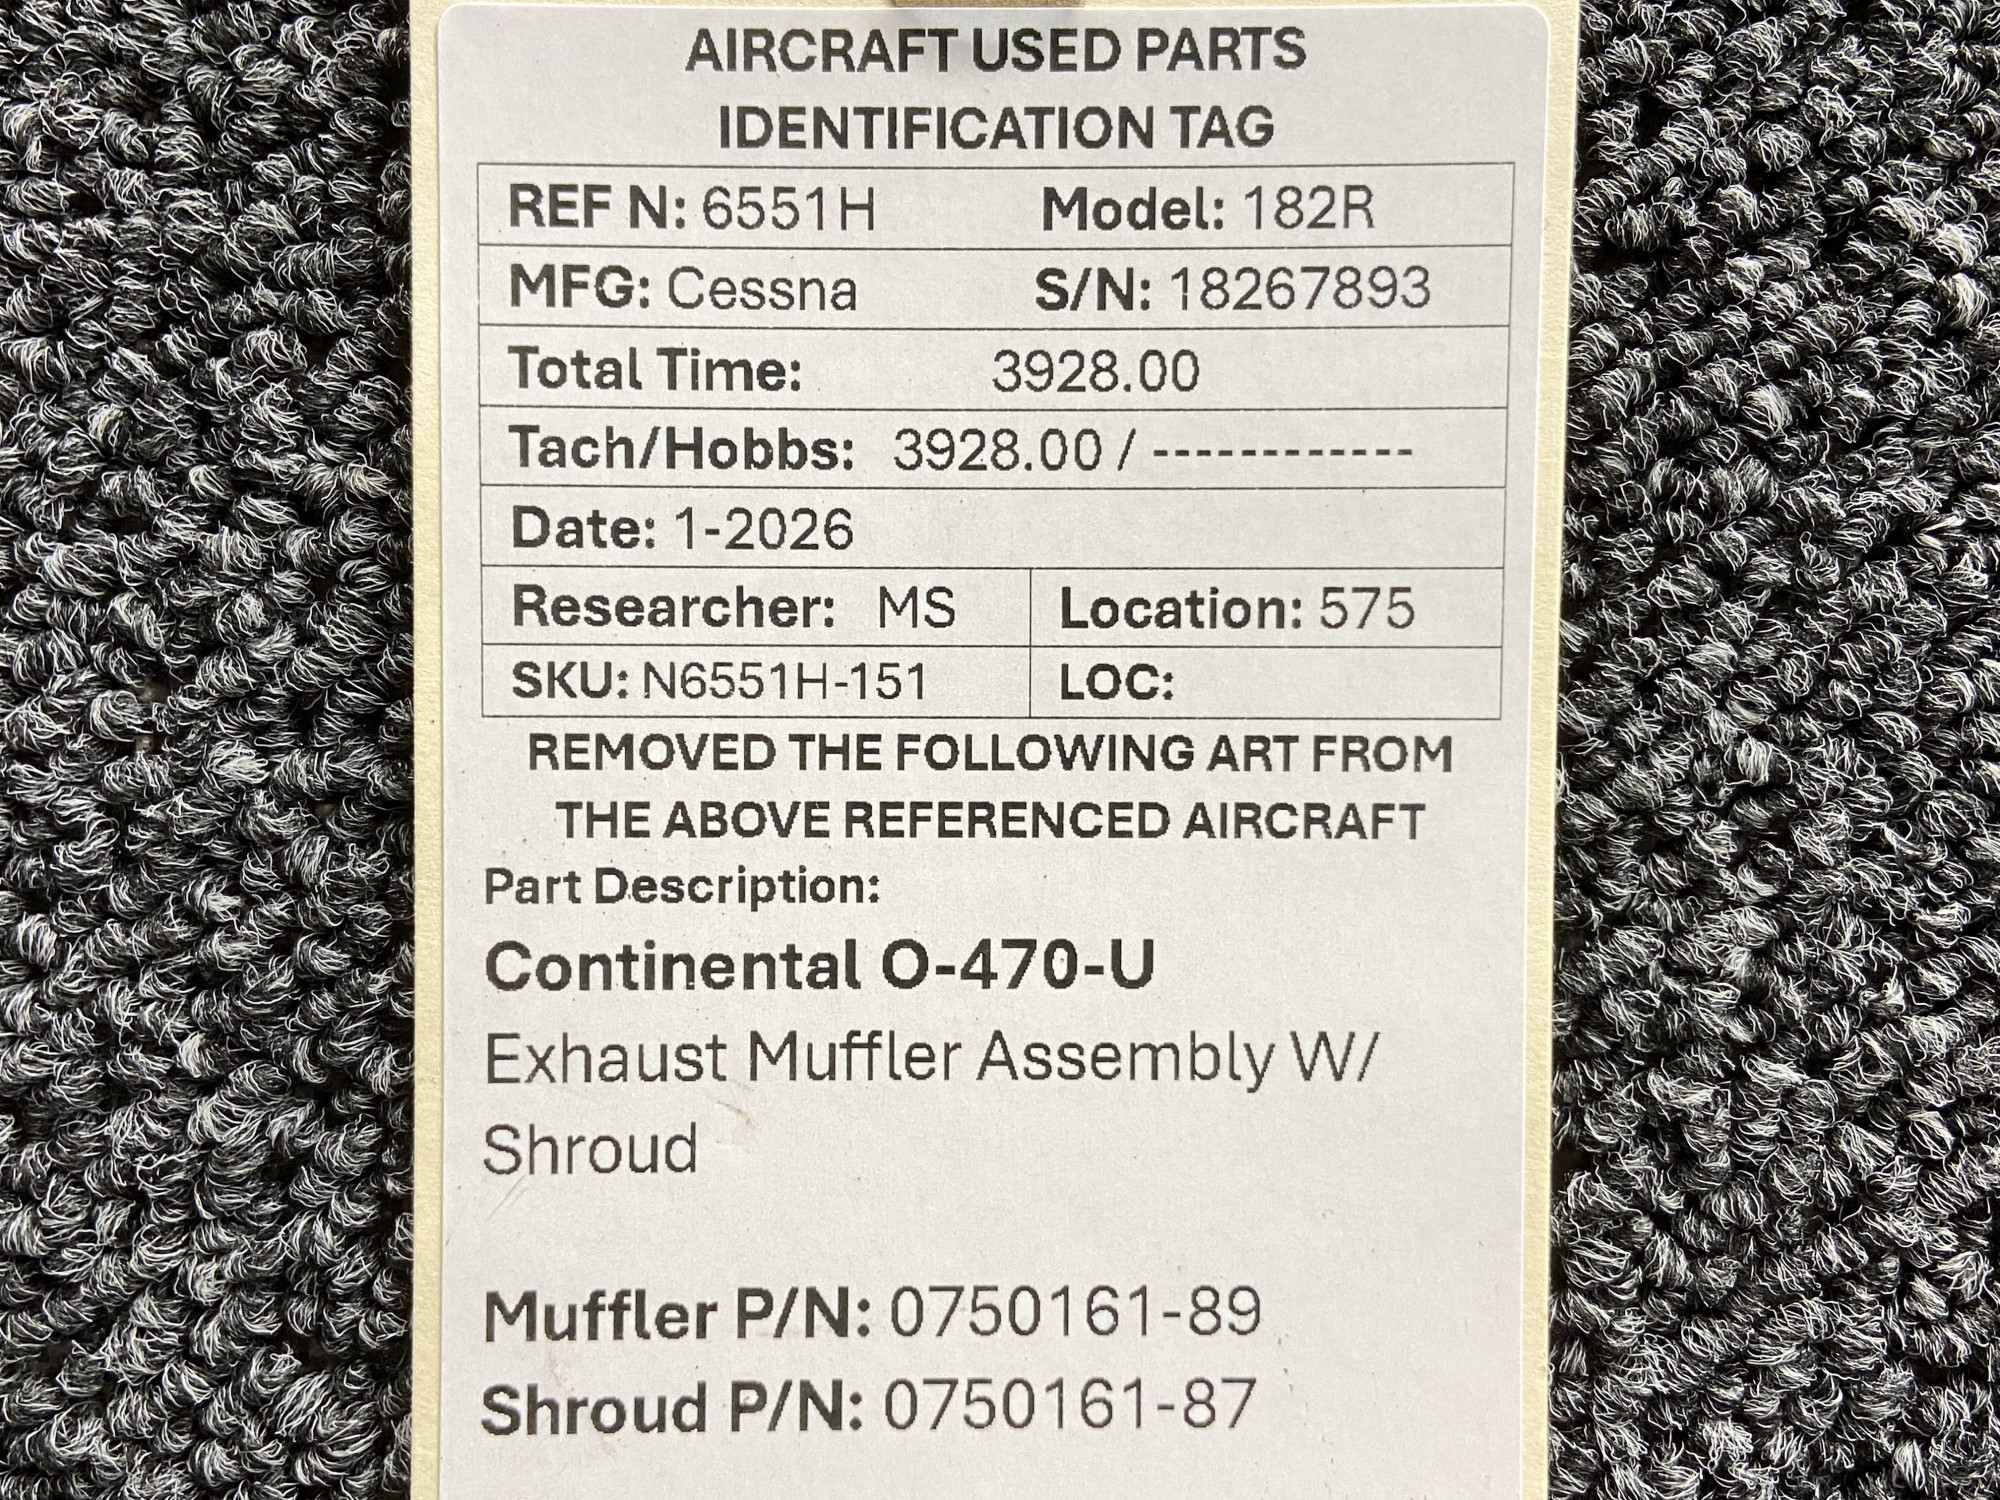 AIRCRAFT USED PARTS
IDENTIFICATION TAG
REF N: 6551H Model: 182R
MFG: Cessna S/N: 18267893
Total Time: 3928.00
Tach/Hobbs: 3928.00 / ------------
Date: 1-2026
Researcher: MS Location: 575
SKU: N6551H-151 LOC:
REMOVED THE FOLLOWING ART FROM
THE ABOVE REFERENCED AIRCRAFT
Part Description:
Continental O-470-U
Exhaust Muffler Assembly W/
Shroud
Muffler P/N: 0750161-89
Shroud P/N: 0750161-87